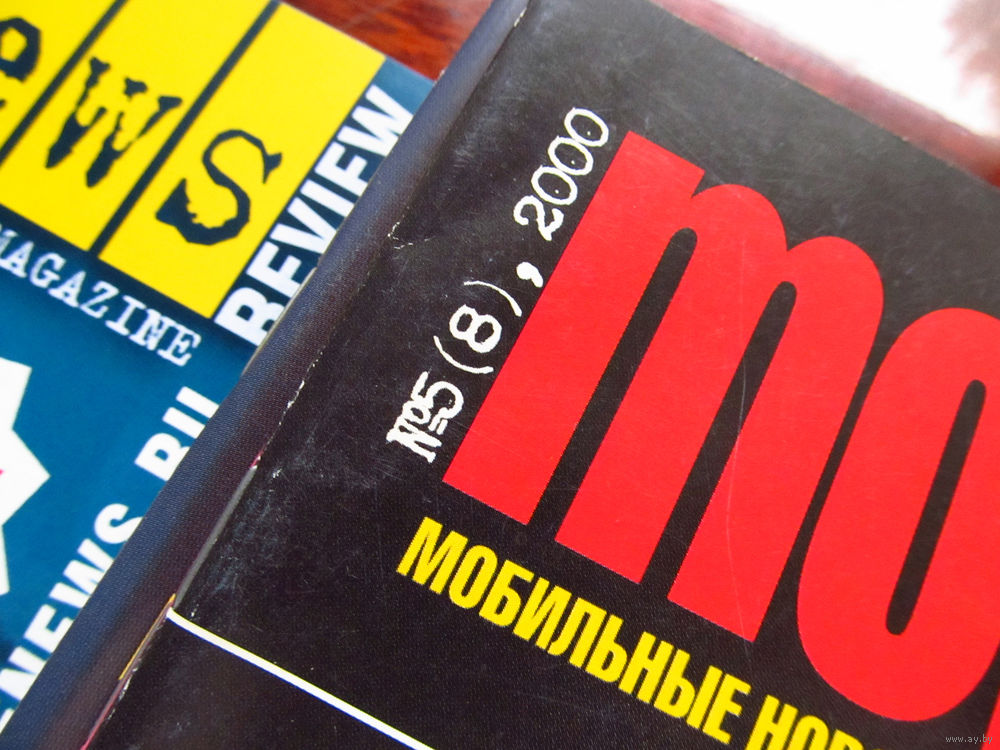 ews
REVIEW
MAGAZINE
NEWS.RU
№5(8), 2000
mo
МОБИЛЬНЫЕ НОВ
www.ay.by